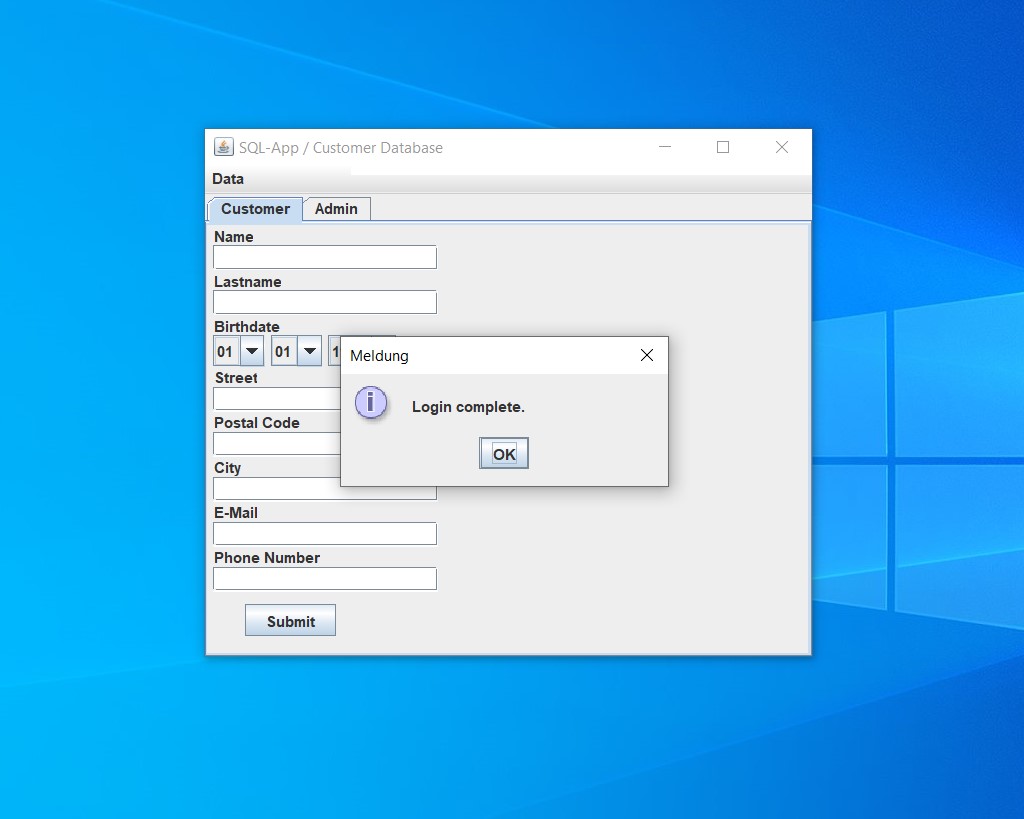 SQL-App / Customer Database
Data
Customer Admin
Name
Lastname
Birthdate
01 01 1
Meldung
Login complete.
OK
Street
Postal Code
City
E-Mail
Phone Number
Submit